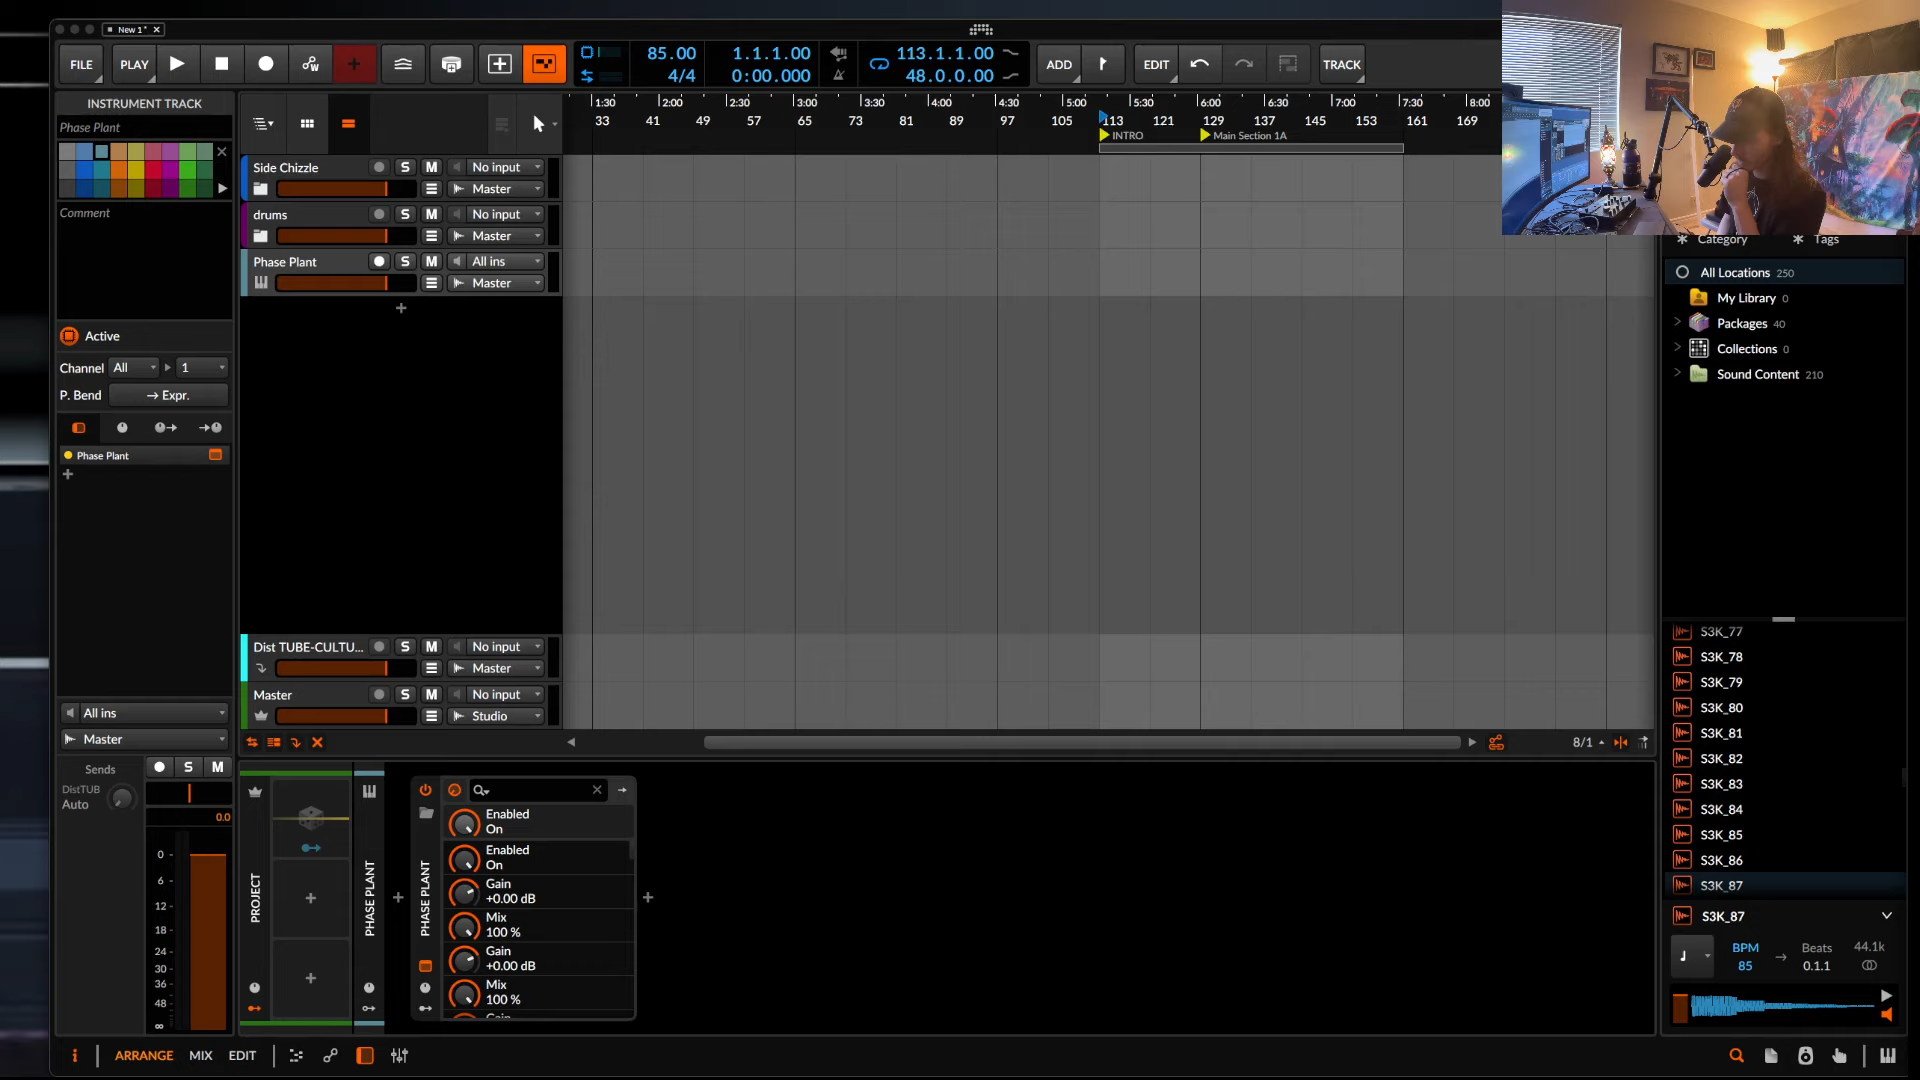 New 1*
FILE PLAY 85.00 1.1.1.00 113.1.1.00 ADD EDIT TRACK
4/4 0:00.000 48.0.0.00
INSTRUMENT TRACK
Phase Plant
1:30 2:00 2:30 3:00 3:30 4:00 4:30 5:00 5:30 6:00 6:30 7:00 7:30 8:00
33 41 49 57 65 73 81 89 97 105 113 121 129 137 145 153 161 169
INTRO Main Section 1A
Comment
Side Chizzle S M No input
Master
drums S M No input
Master
Phase Plant S M All ins
Master
Active
Channel All 1
P. Bend → Expr.
Phase Plant
Dist TUBE-CULTU... S M No input
Master
Master S M No input
Studio
8/1
All ins
Master
Sends S M
DistTUB
Auto
0.0
0
6
12
18
24
30
36
48
∞
PROJECT
PHASE PLANT
PHASE PLANT
Enabled
On
Enabled
On
Gain
+0.00 dB
Mix
100 %
Gain
+0.00 dB
Mix
100 %
Gain
Category Tags
All Locations 250
My Library 0
Packages 40
Collections 0
Sound Content 210
S3K_77
S3K_78
S3K_79
S3K_80
S3K_81
S3K_82
S3K_83
S3K_84
S3K_85
S3K_86
S3K_87
S3K_87
BPM Beats 44.1k
85 → 0.1.1
i ARRANGE MIX EDIT